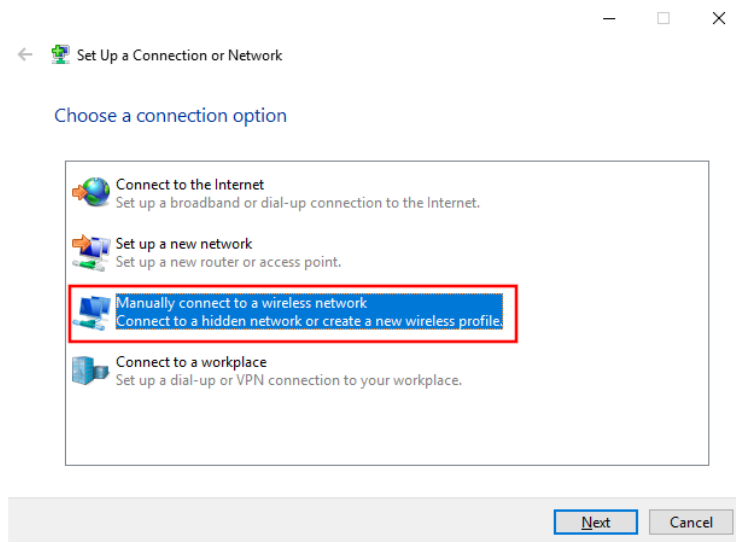 Set Up a Connection or Network
Choose a connection option
Connect to the Internet
Set up a broadband or dial-up connection to the Internet.
Set up a new network
Set up a new router or access point.
Manually connect to a wireless network
Connect to a hidden network or create a new wireless profile.
Connect to a workplace
Set up a dial-up or VPN connection to your workplace.
Next Cancel